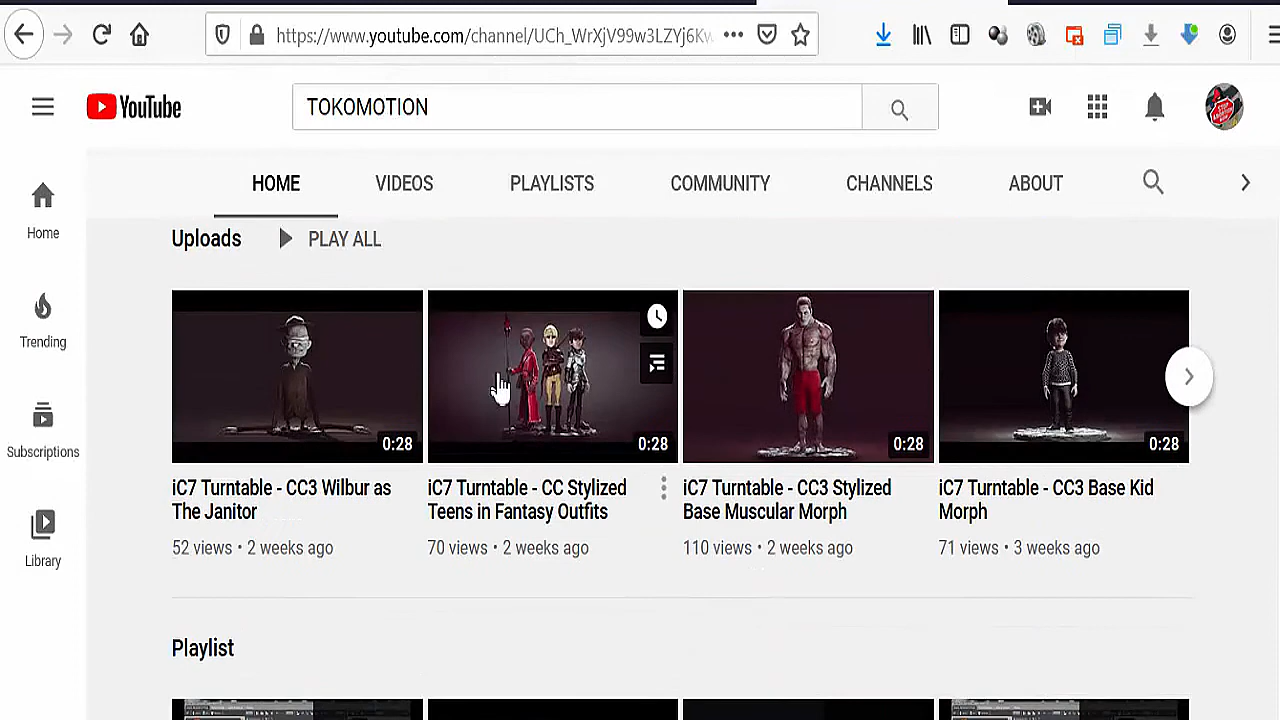 https://www.youtube.com/channel/UCh_WrXjV99w3LZYj6Kw
YouTube
TOKOMOTION
HOME
VIDEOS
PLAYLISTS
COMMUNITY
CHANNELS
ABOUT
Home
Trending
Subscriptions
Library
Uploads
PLAY ALL
0:28
0:28
0:28
0:28
iC7 Turntable - CC3 Wilbur as
The Janitor
52 views • 2 weeks ago
iC7 Turntable - CC Stylized
Teens in Fantasy Outfits
70 views • 2 weeks ago
iC7 Turntable - CC3 Stylized
Base Muscular Morph
110 views • 2 weeks ago
iC7 Turntable - CC3 Base Kid
Morph
71 views • 3 weeks ago
Playlist